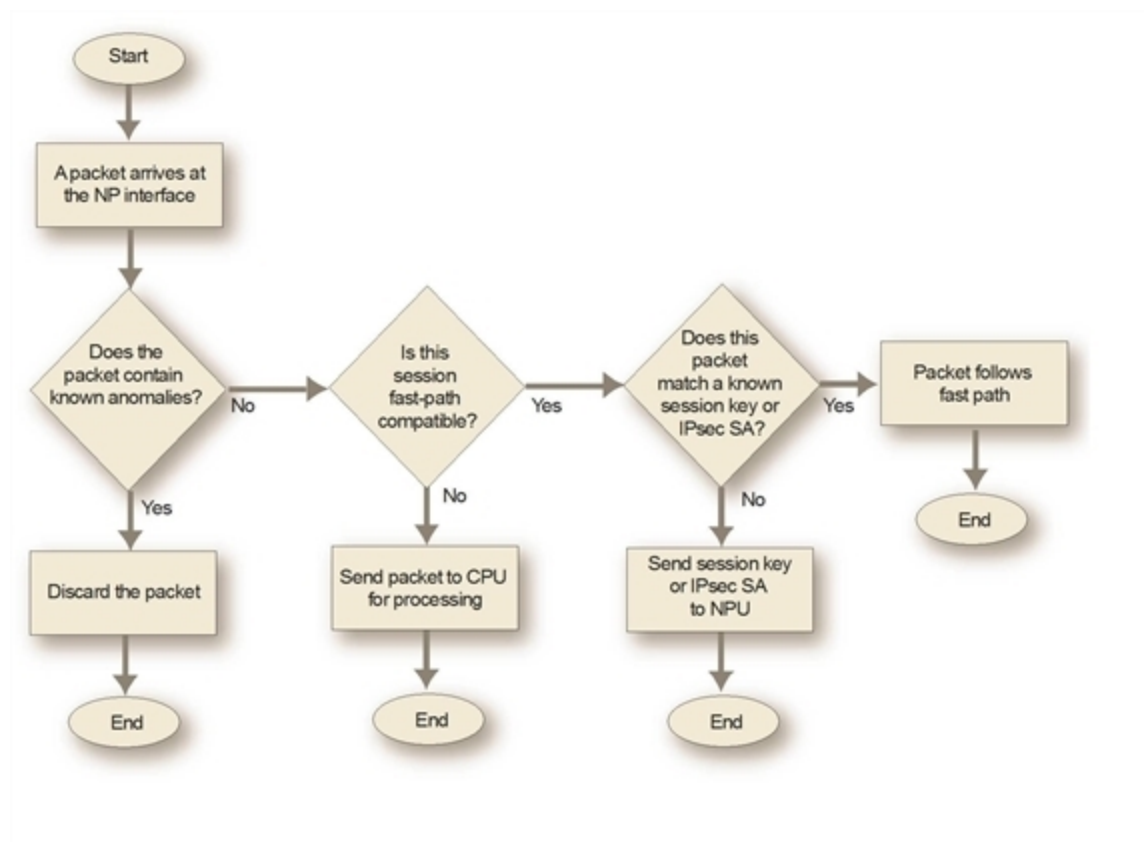 Start
A packet arrives at
the NP interface
Does the
packet contain
known anomalies?
No
Yes
Discard the packet
End
Is this
session
fast-path
compatible?
Yes
No
Send packet to CPU
for processing
End
Does this
packet
match a known
session key or
IPsec SA?
Yes
No
Send session key
or IPsec SA
to NPU
End
Packet follows
fast path
End